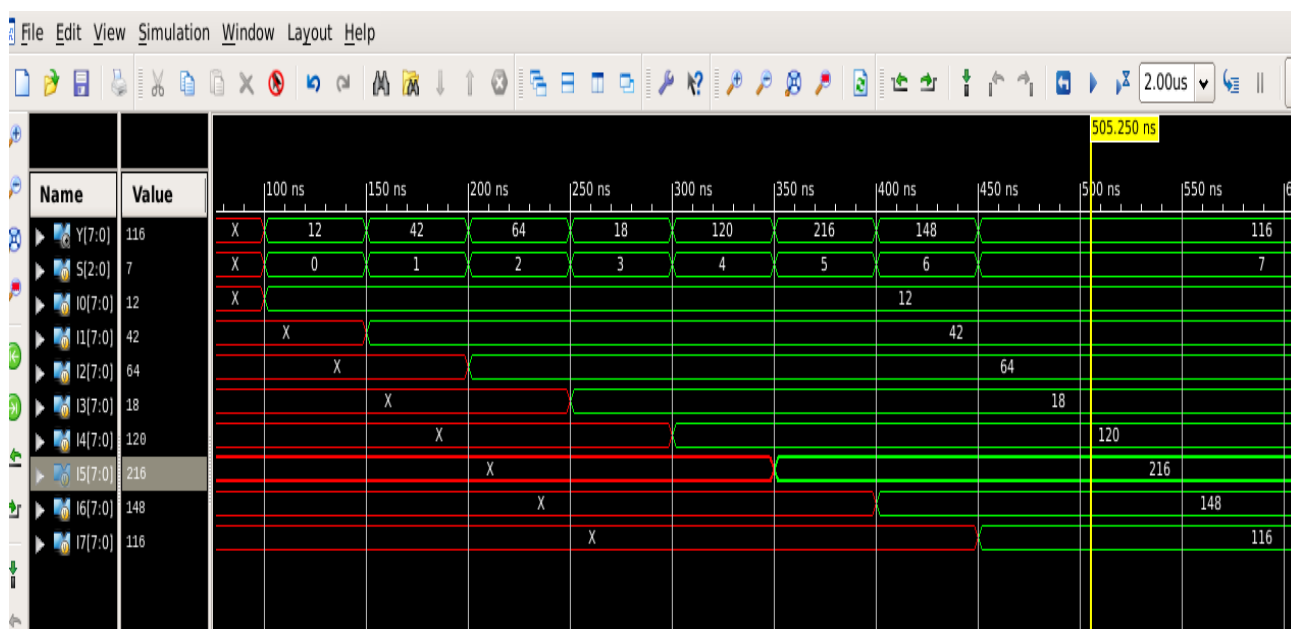 File Edit View Simulation Window Layout Help
2.00us
505.250 ns
Name Value
100 ns 150 ns 200 ns 250 ns 300 ns 350 ns 400 ns 450 ns 500 ns 550 ns
Y[7:0] 116 X 12 42 64 18 120 216 148 116
S[2:0] 7 X 0 1 2 3 4 5 6 7
I0[7:0] 12 X 12
I1[7:0] 42 X 42
I2[7:0] 64 X 64
I3[7:0] 18 X 18
I4[7:0] 120 X 120
I5[7:0] 216 X 216
I6[7:0] 148 X 148
I7[7:0] 116 X 116